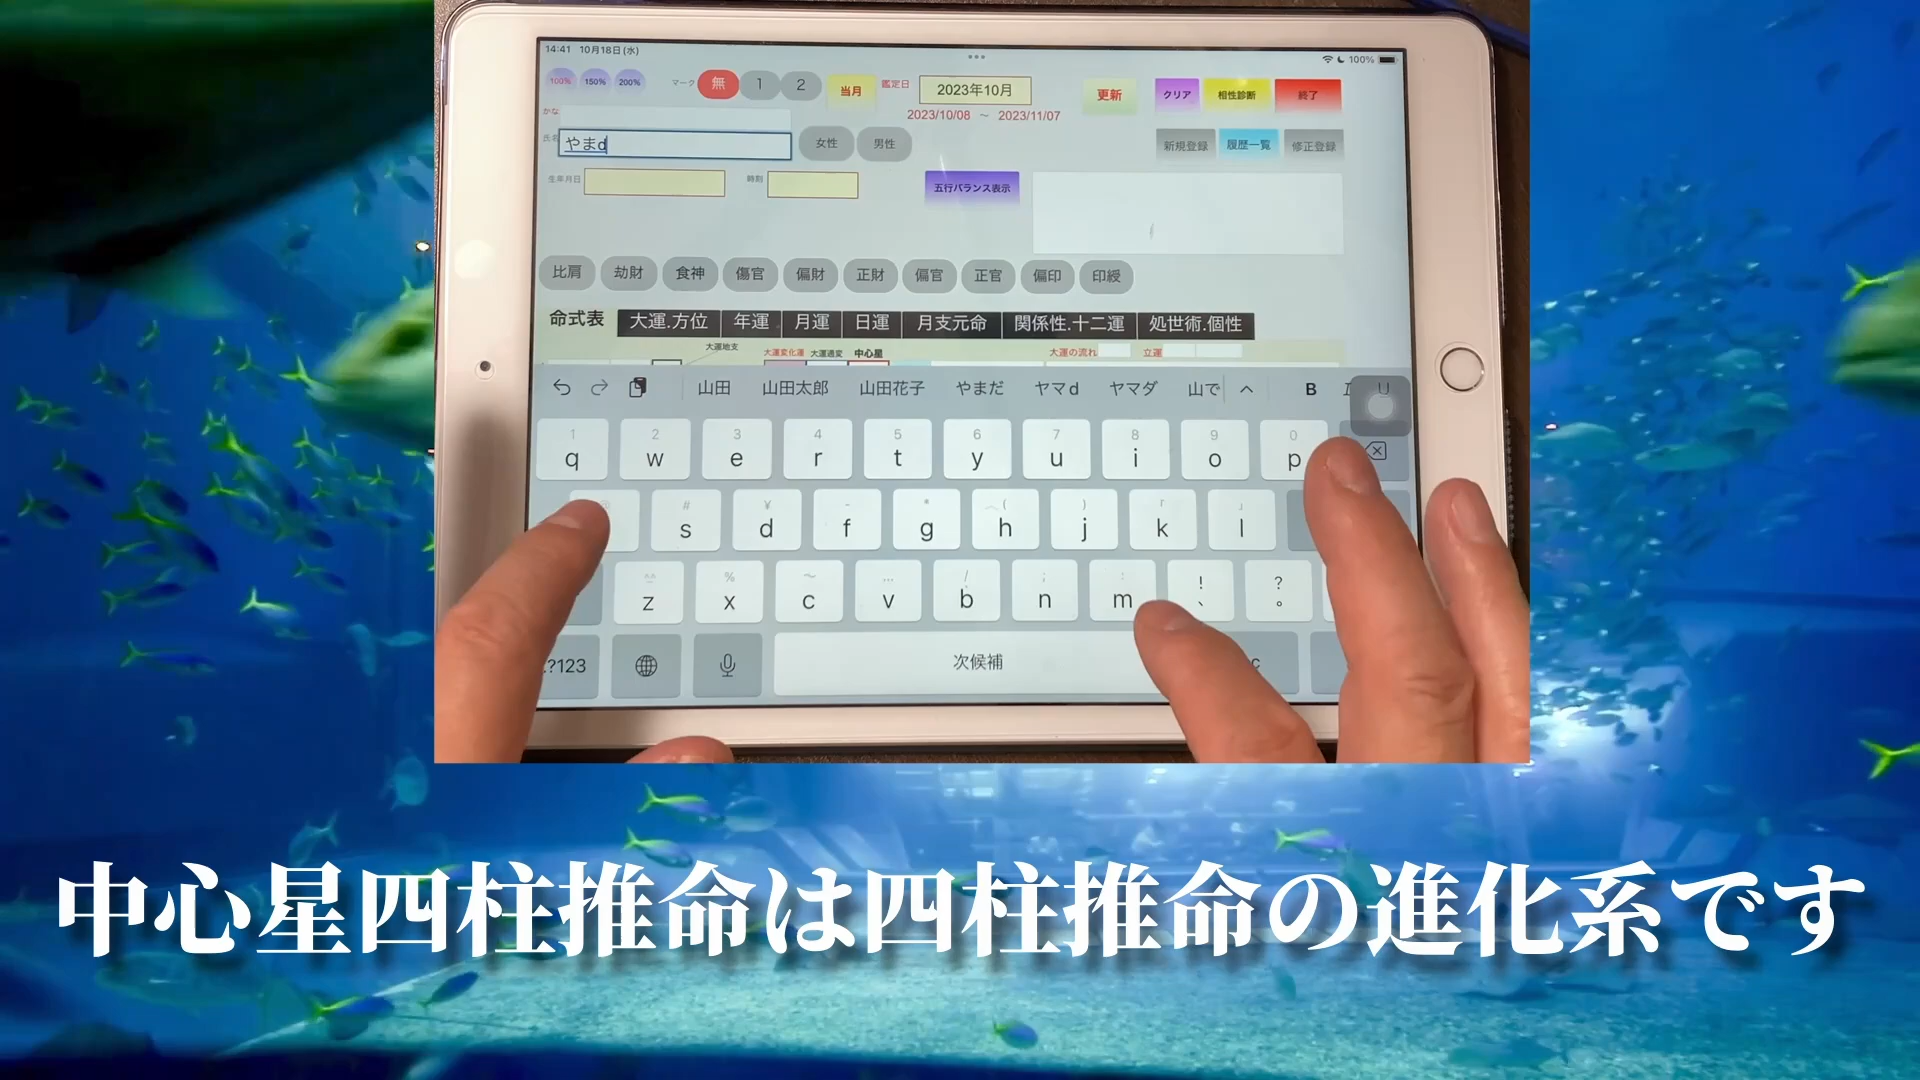 14:41 10月18日(水)
100%
100% 150% 200% マーク 無 1 2 当月 鑑定日 2023年10月 更新 クリア 相性診断 終了
2023/10/08 ～ 2023/11/07
かな
氏名 やまd 女性 男性 新規登録 履歴一覧 修正登録
生年月日 時刻 五行バランス表示
比肩 劫財 食神 傷官 偏財 正財 偏官 正官 偏印 印綬
命式表 大運.方位 年運 月運 日運 月支元命 関係性.十二運 処世術.個性
大運地支 大運変化運 大運通変 中心星 大運の流れ 立運
山田 山田太郎 山田花子 やまだ ヤマd ヤマダ 山で B U
1 2 3 4 5 6 7 8 9 0
q w e r t y u i o p
# ¥ - * ( ) 「 」
s d f g h j k l
^^ % ～ … / ; : ! ?
z x c v b n m 、 。
.?123 次候補
中心星四柱推命は四柱推命の進化系です